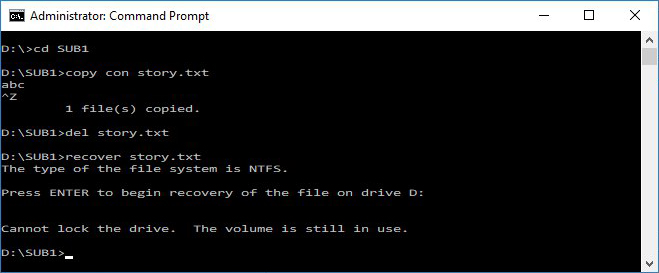 Administrator: Command Prompt
D:\>cd SUB1
D:\SUB1>copy con story.txt
abc
^Z
        1 file(s) copied.
D:\SUB1>del story.txt
D:\SUB1>recover story.txt
The type of the file system is NTFS.
Press ENTER to begin recovery of the file on drive D:
Cannot lock the drive.  The volume is still in use.
D:\SUB1>